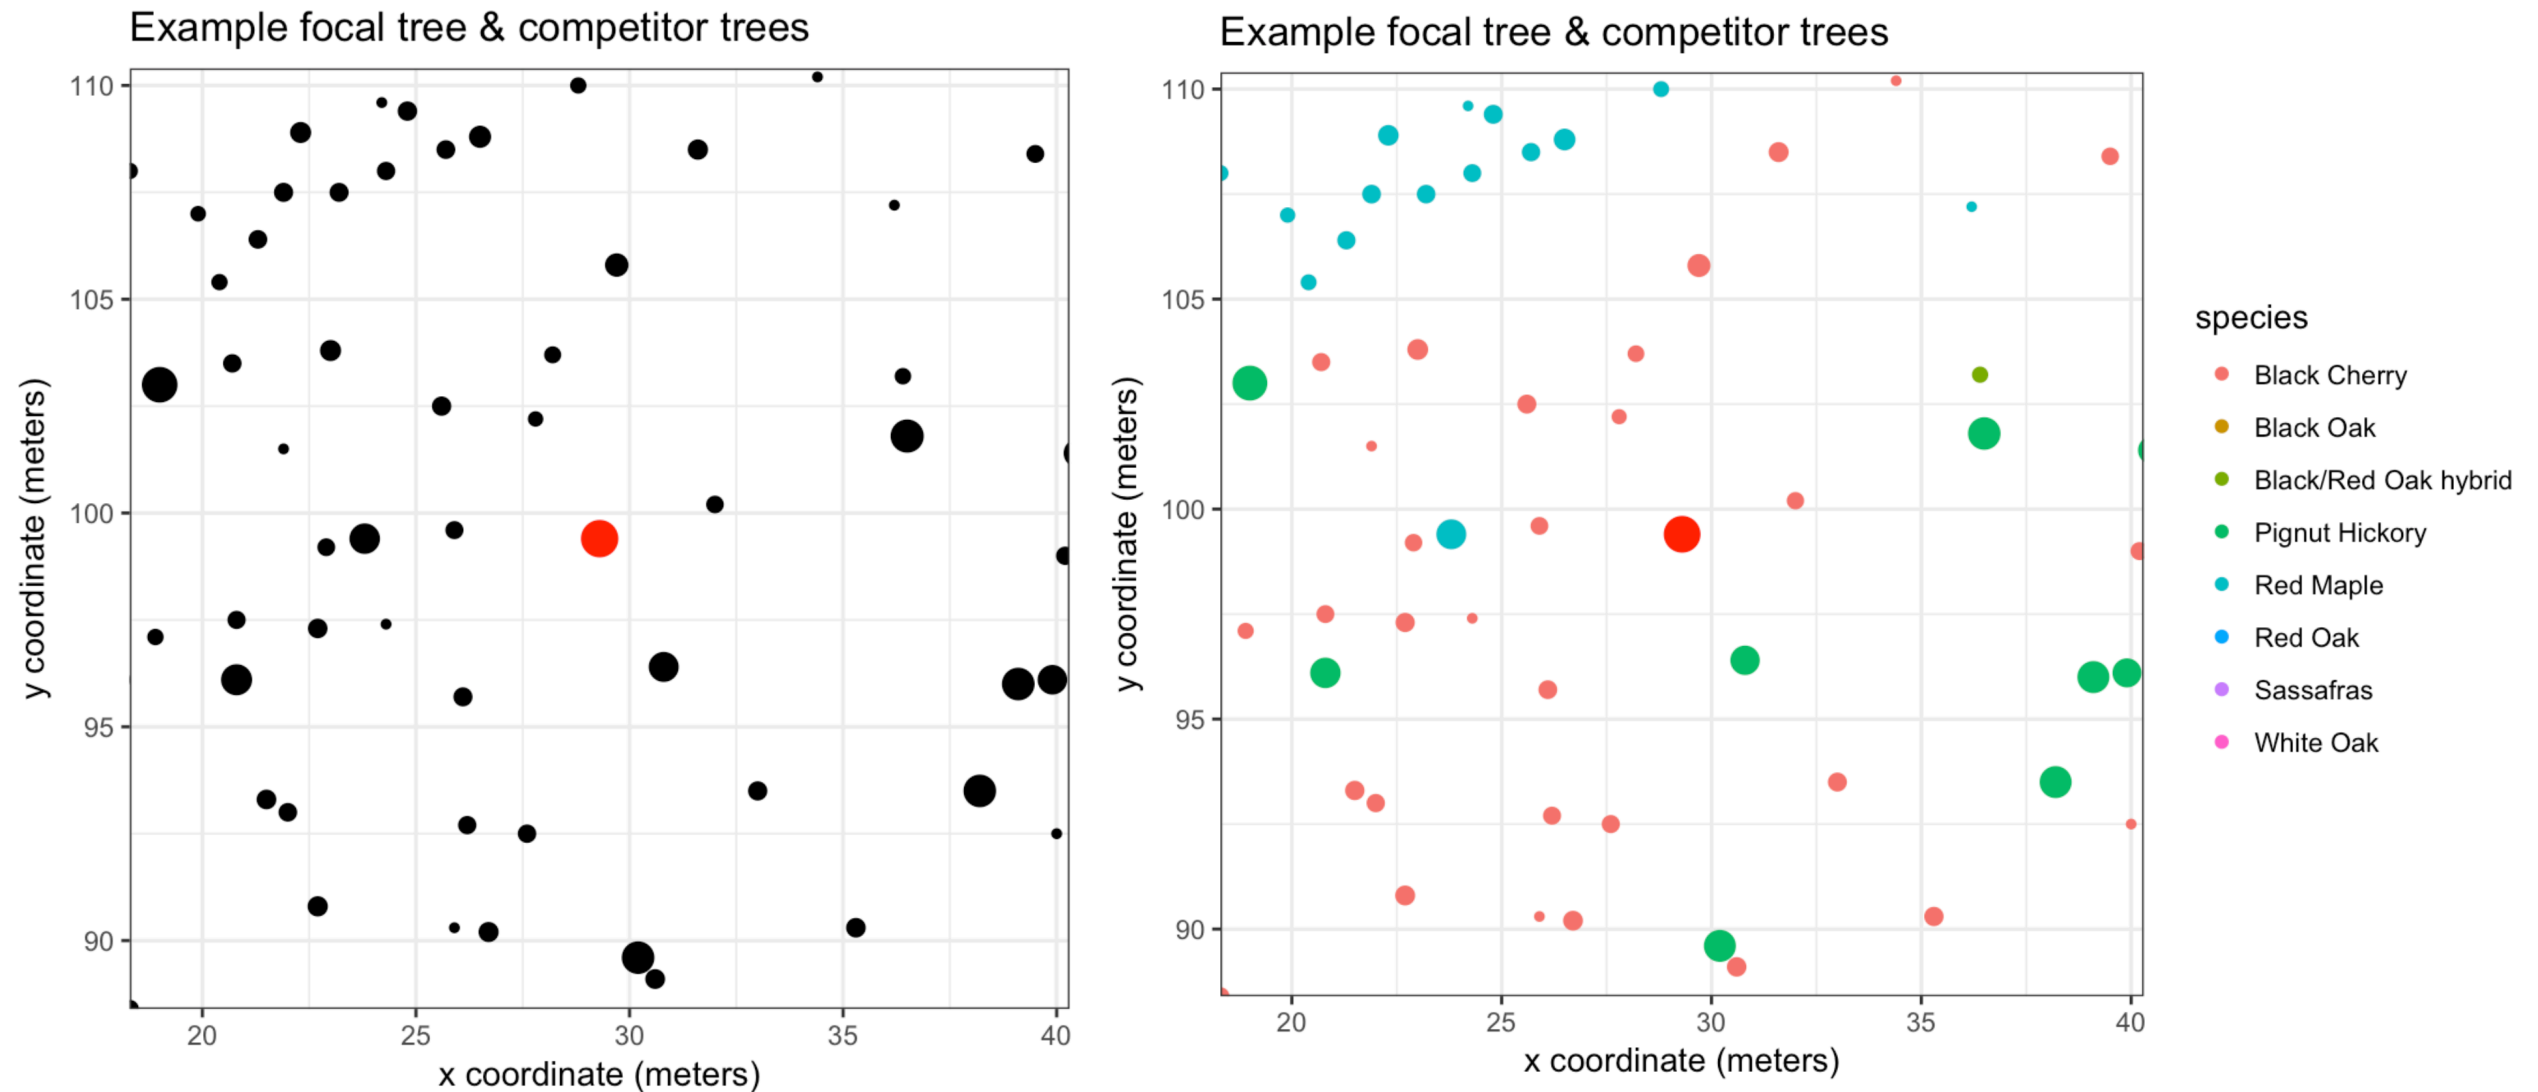 Example focal tree & competitor trees
110
105
100
95
90
y coordinate (meters)
20 25 30 35 40
x coordinate (meters)
Example focal tree & competitor trees
110
105
100
95
90
y coordinate (meters)
20 25 30 35 40
x coordinate (meters)
species
Black Cherry
Black Oak
Black/Red Oak hybrid
Pignut Hickory
Red Maple
Red Oak
Sassafras
White Oak